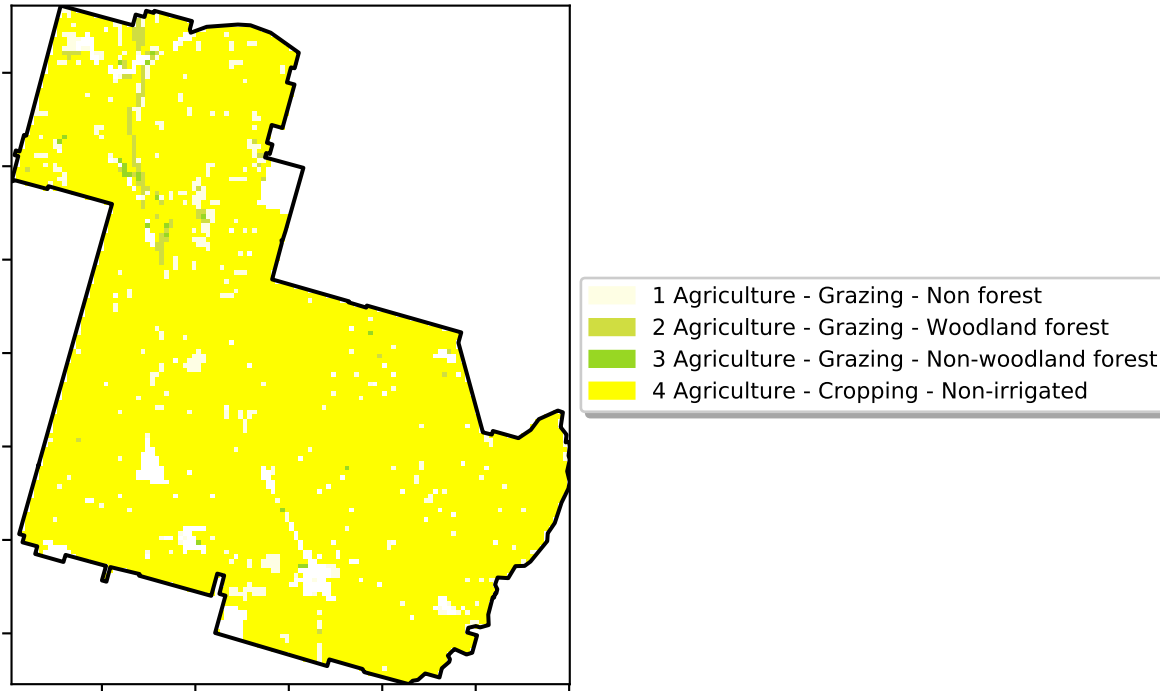 1 Agriculture - Grazing - Non forest
2 Agriculture - Grazing - Woodland forest
3 Agriculture - Grazing - Non-woodland forest
4 Agriculture - Cropping - Non-irrigated